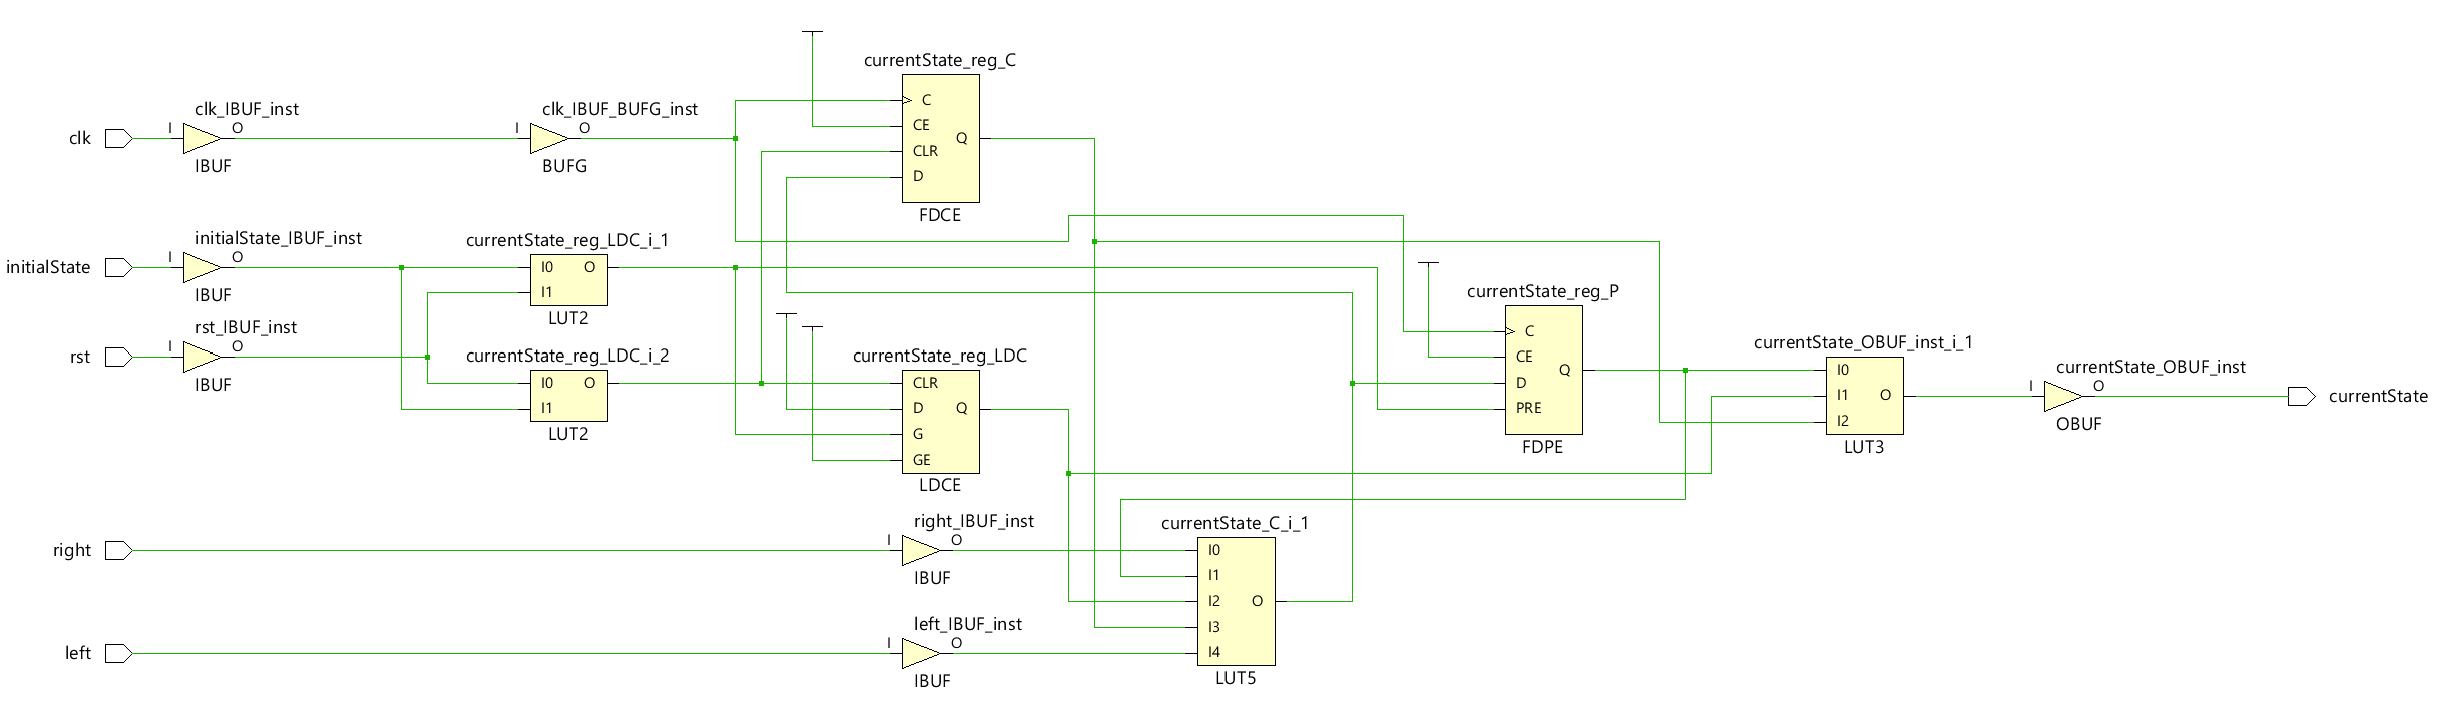 currentState_reg_C
clk_IBUF_inst
clk_IBUF_BUFG_inst
clk
I
O
IBUF
I
O
BUFG
C
CE
CLR
D
Q
FDCE
initialState_IBUF_inst
initialState
I
O
IBUF
currentState_reg_LDC_i_1
I0
I1
O
LUT2
rst_IBUF_inst
rst
I
O
IBUF
currentState_reg_LDC_i_2
I0
I1
O
LUT2
currentState_reg_LDC
CLR
D
G
GE
Q
LDCE
currentState_reg_P
C
CE
D
PRE
Q
FDPE
currentState_OBUF_inst_i_1
I0
I1
I2
O
LUT3
currentState_OBUF_inst
I
O
OBUF
currentState
right_IBUF_inst
right
I
O
IBUF
left_IBUF_inst
left
I
O
IBUF
currentState_C_i_1
I0
I1
I2
I3
I4
O
LUT5